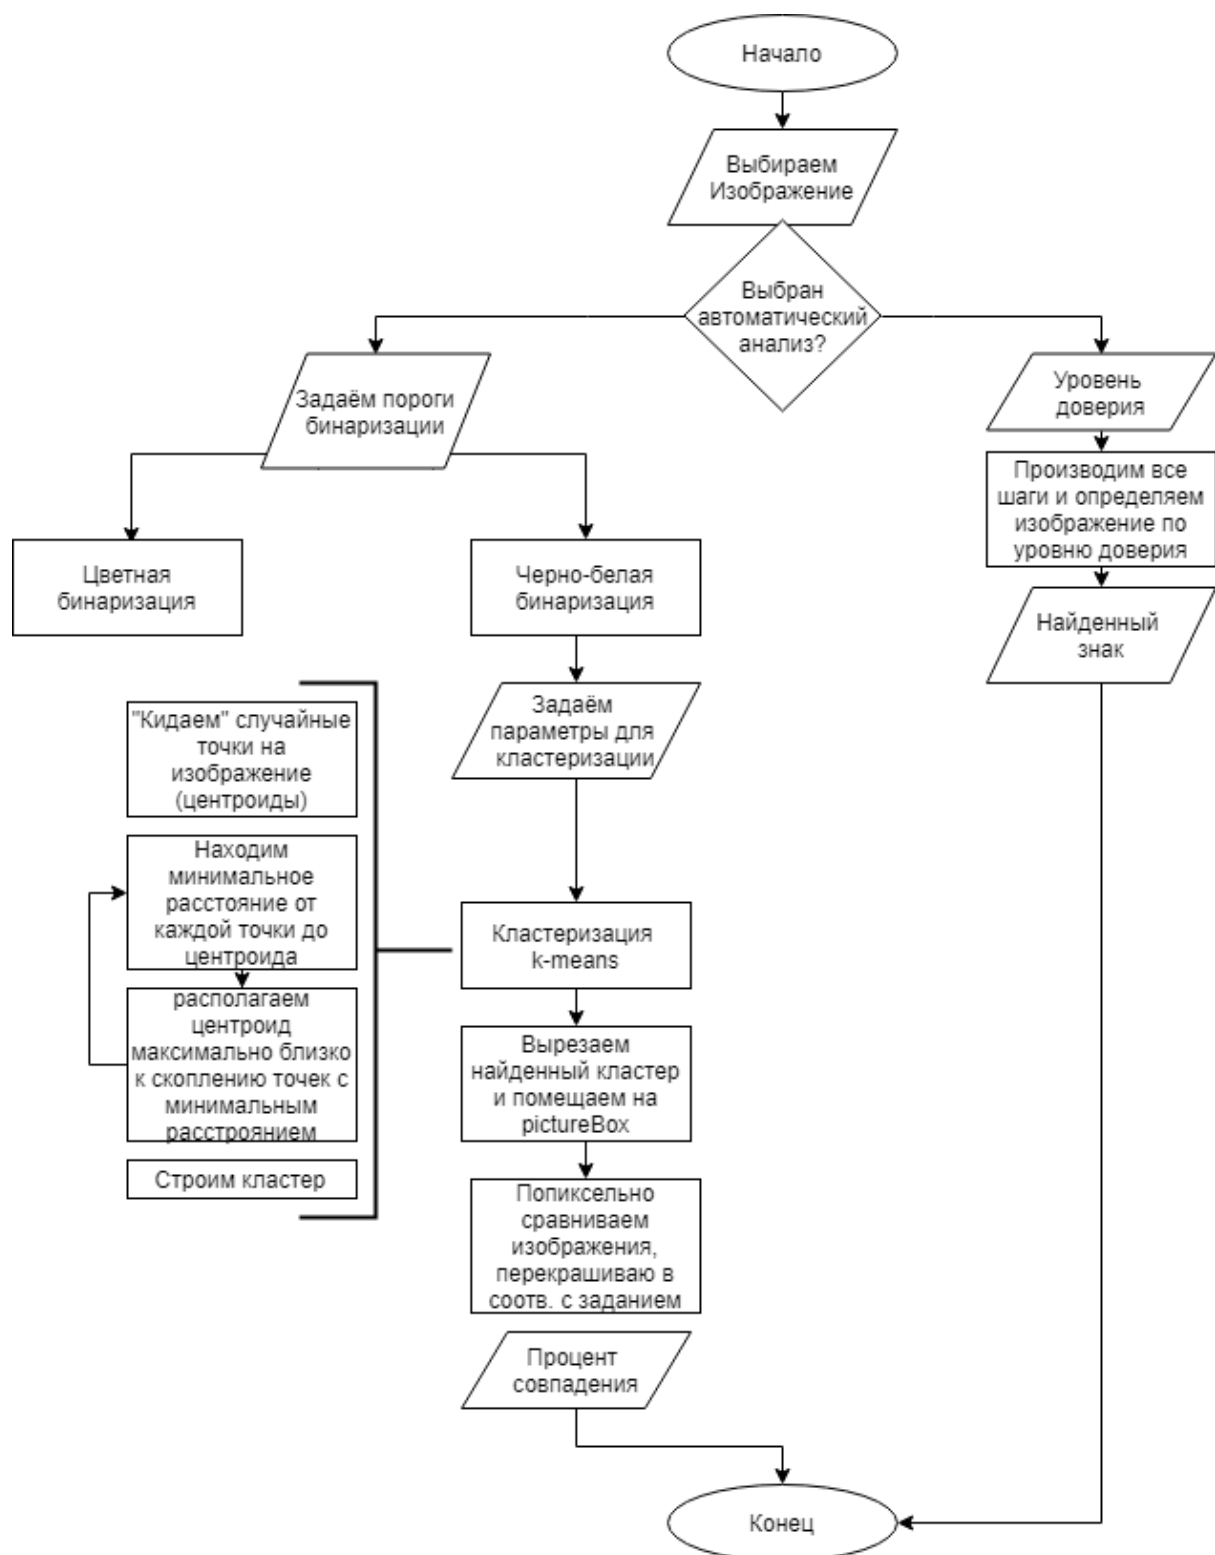 Начало
Выбираем
Изображение
Выбран
автоматический
анализ?
Задаём пороги
бинаризации
Уровень
доверия
Производим все
шаги и определяем
изображение по
уровню доверия
Найденный
знак
Цветная
бинаризация
Черно-белая
бинаризация
Задаём
параметры для
кластеризации
"Кидаем" случайные
точки на
изображение
(центроиды)
Находим
минимальное
расстояние от
каждой точки до
центроида
располагаем
центроид
максимально близко
к скоплению точек с
минимальным
расстроянием
Строим кластер
Кластеризация
k-means
Вырезаем
найденный кластер
и помещаем на
pictureBox
Попиксельно
сравниваем
изображения,
перекрашиваю в
соотв. с заданием
Процент
совпадения
Конец